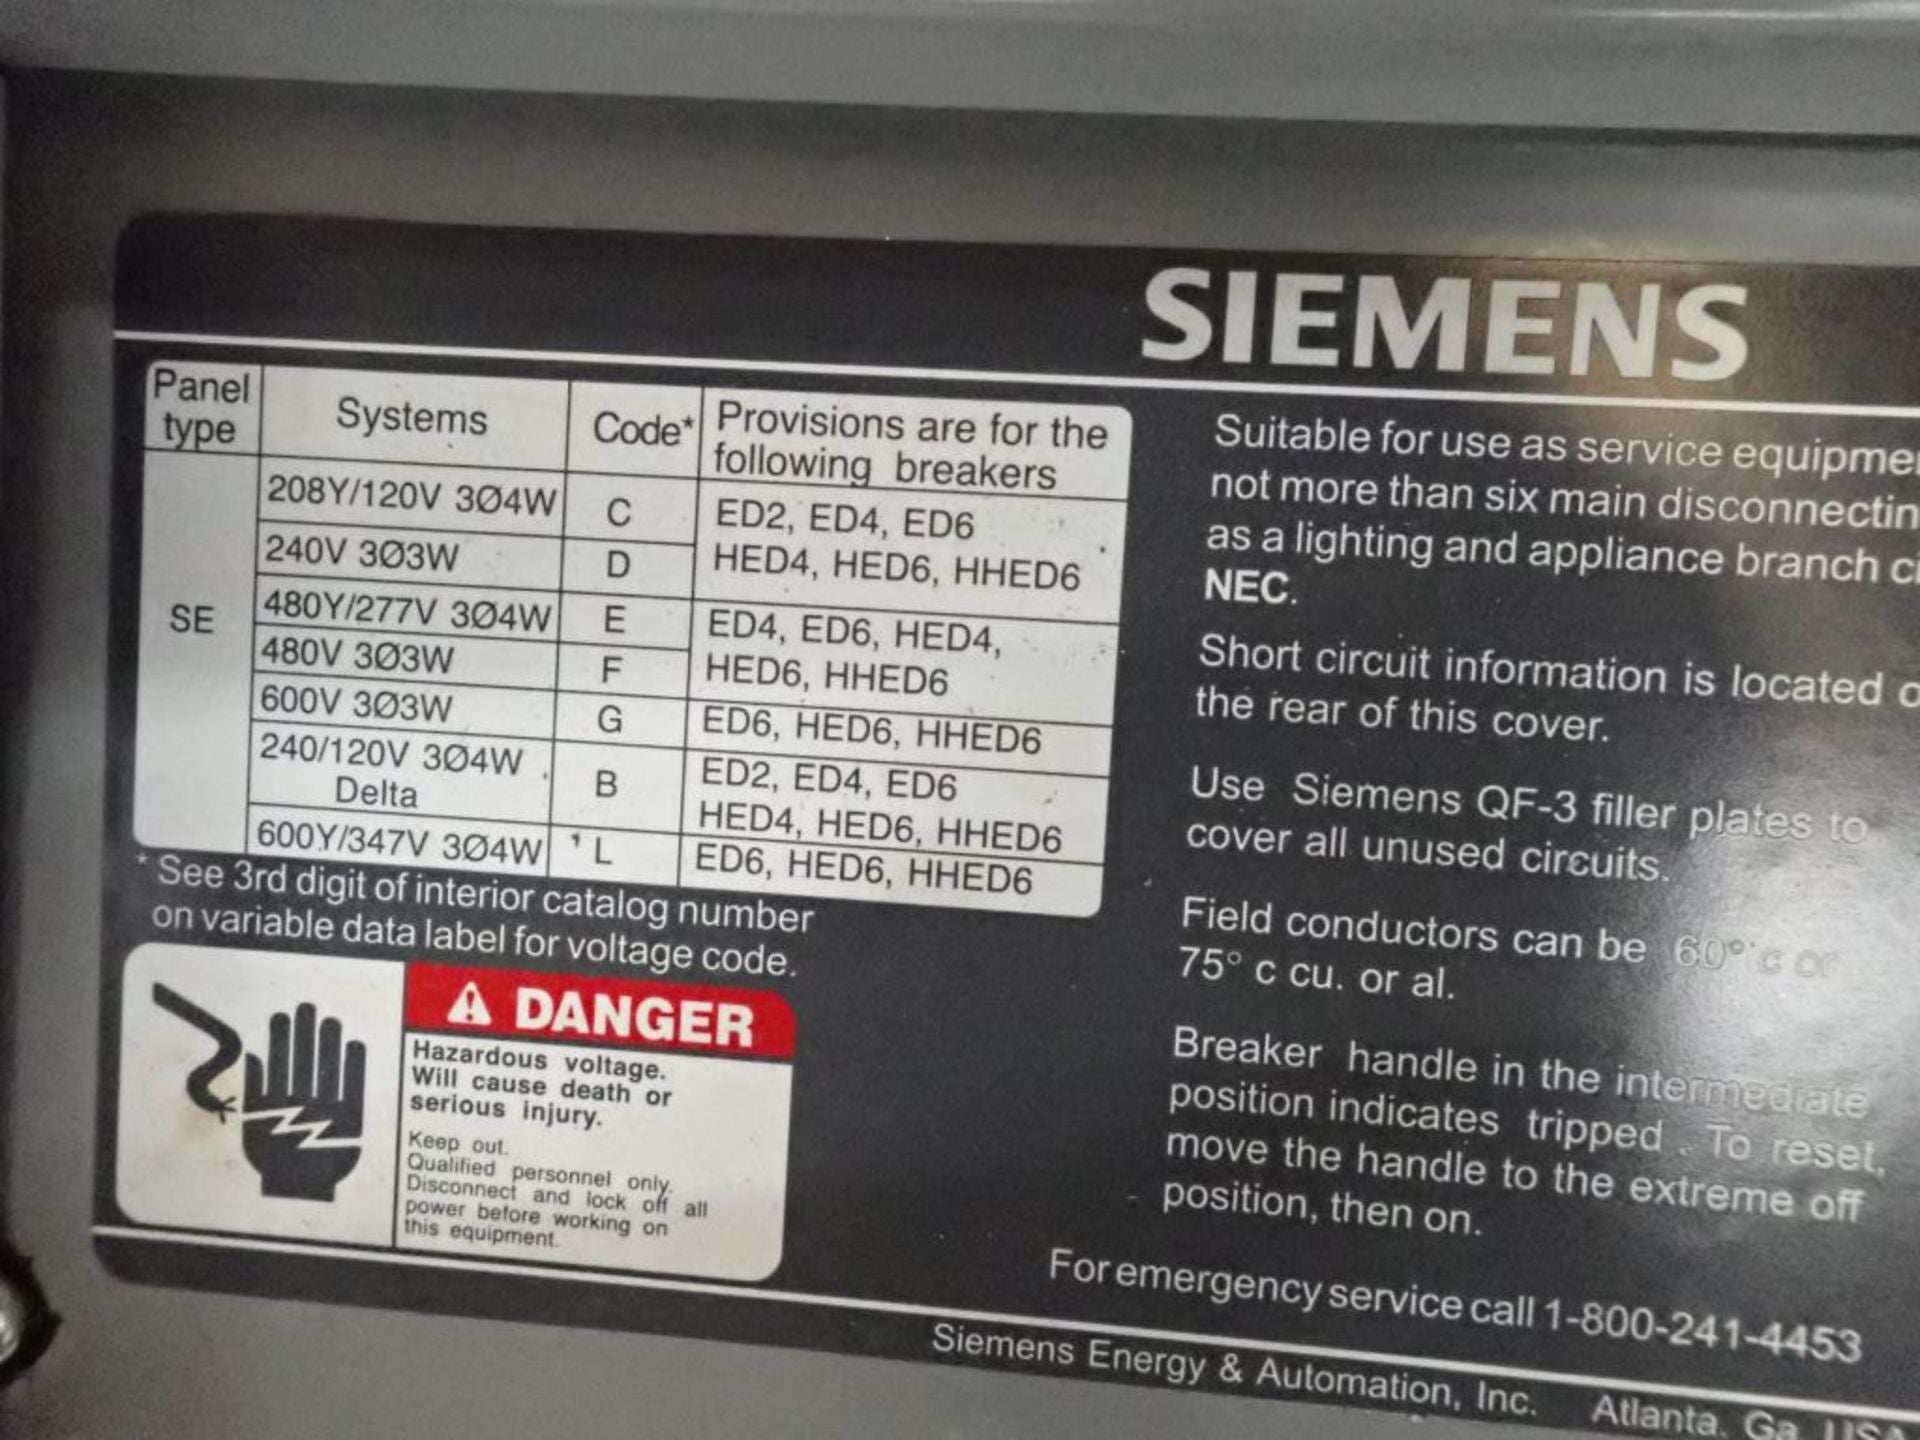 SIEMENS
Panel type
Systems
Code*
Provisions are for the
following breakers
SE
208Y/120V 3Ø4W C ED2, ED4, ED6
240V 3Ø3W D HED4, HED6, HHED6
480Y/277V 3Ø4W E ED4, ED6, HED4,
480V 3Ø3W F HED6, HHED6
600V 3Ø3W G ED6, HED6, HHED6
240/120V 3Ø4W B ED2, ED4, ED6
Delta HED4, HED6, HHED6
600Y/347V 3Ø4W L ED6, HED6, HHED6
* See 3rd digit of interior catalog number
on variable data label for voltage code.
DANGER
Hazardous voltage.
Will cause death or
serious injury.
Keep out.
Qualified personnel only.
Disconnect and lock off all
power before working on
this equipment.
Suitable for use as service
not more than six main
as a lighting and appliance branch
NEC.
Short circuit information is located
the rear of this cover.
Use Siemens QF-3 filler plates to
cover all unused circuits.
Field conductors can be 60° c or
75° c cu. or al.
Breaker handle in the intermediate
position indicates tripped. To reset,
move the handle to the extreme off
position, then on.
For emergency service call 1-800-241-4453
Siemens Energy & Automation, Inc. Atlanta, Ga. USA